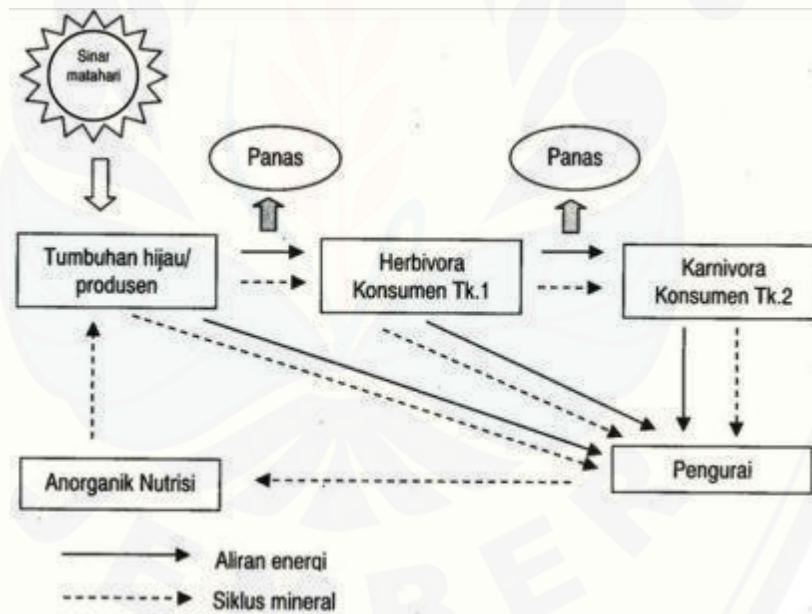 Sinar
matahari
Panas
Panas
Tumbuhan hijau/
produsen
Herbivora
Konsumen Tk.1
Karnivora
Konsumen Tk.2
Anorganik Nutrisi
Pengurai
Aliran energi
Siklus mineral